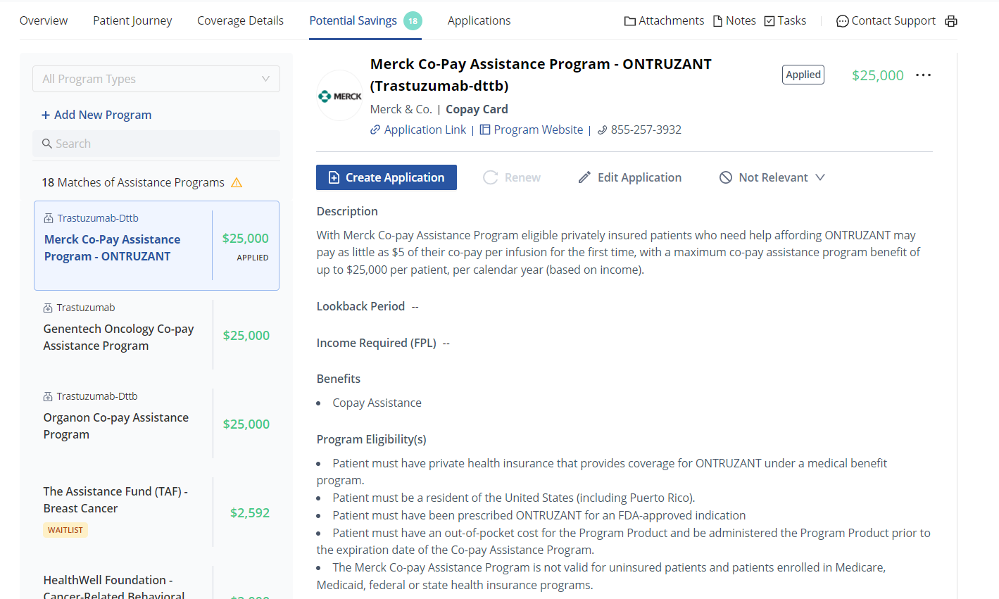 Overview Patient Journey Coverage Details Potential Savings 18 Applications Attachments Notes Tasks Contact Support
All Program Types
+ Add New Program
Search
18 Matches of Assistance Programs
Trastuzumab-Dttb
Merck Co-Pay Assistance
Program - ONTRUZANT
$25,000
APPLIED
Trastuzumab
Genentech Oncology Co-pay
Assistance Program
$25,000
Trastuzumab-Dttb
Organon Co-pay Assistance
Program
$25,000
The Assistance Fund (TAF) -
Breast Cancer
WAITLIST
$2,592
HealthWell Foundation -
Cancer-Related Behavioral
MERCK
Merck Co-Pay Assistance Program - ONTRUZANT
(Trastuzumab-dttb)
Applied
$25,000
Merck & Co. | Copay Card
Application Link | Program Website | 855-257-3932
Create Application Renew Edit Application Not Relevant
Description
With Merck Co-pay Assistance Program eligible privately insured patients who need help affording ONTRUZANT may
pay as little as $5 of their co-pay per infusion for the first time, with a maximum co-pay assistance program benefit of
up to $25,000 per patient, per calendar year (based on income).
Lookback Period --
Income Required (FPL) --
Benefits
• Copay Assistance
Program Eligibility(s)
• Patient must have private health insurance that provides coverage for ONTRUZANT under a medical benefit
program.
• Patient must be a resident of the United States (including Puerto Rico).
• Patient must have been prescribed ONTRUZANT for an FDA-approved indication
• Patient must have an out-of-pocket cost for the Program Product and be administered the Program Product prior to
the expiration date of the Co-pay Assistance Program.
• The Merck Co-pay Assistance Program is not valid for uninsured patients and patients enrolled in Medicare,
Medicaid, federal or state health insurance programs.